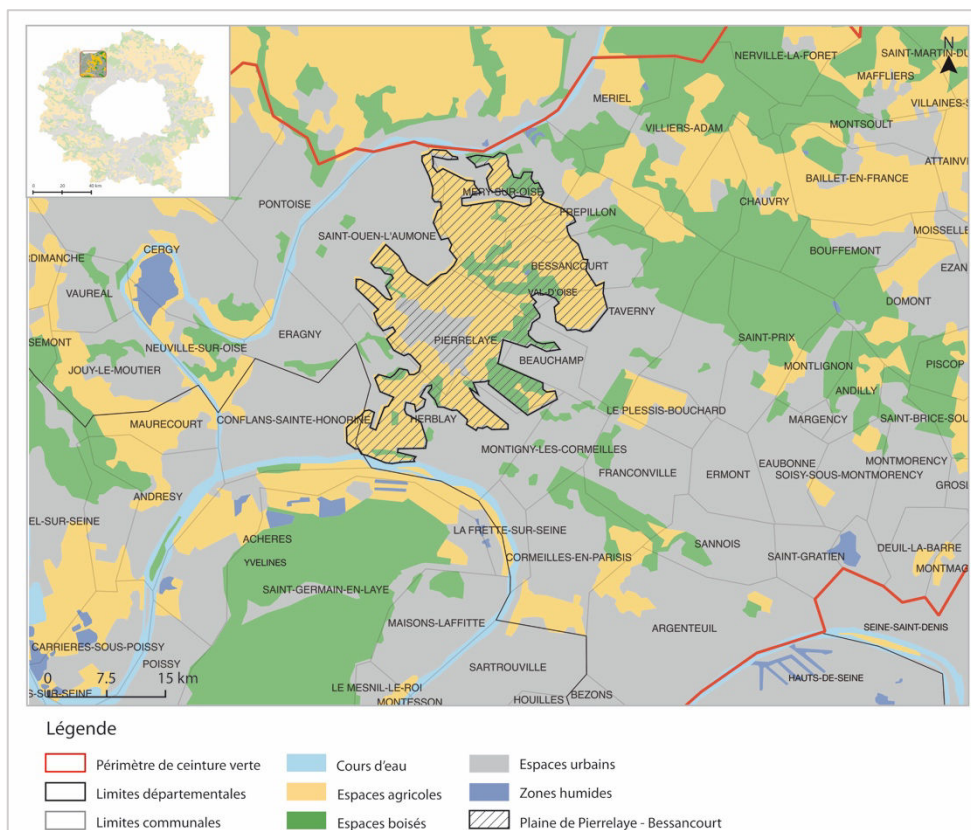 N
0 20 40 km
NERVILLE-LA-FORET
SAINT-MARTIN-DU
MAFFLIERS
MERIEL
VILLAINES-S
VILLIERS-ADAM
MONTSOULT
ATTAINVI
BAILLET-EN-FRANCE
MERY-SUR-OISE
PONTOISE
CHAUVRY
FREPILLON
MOISSELLE
SAINT-OUEN-L'AUMONE
CERGY
BOUFFEMONT
RDIMANCHE
BESSANCOURT
EZAN
VAUREAL
VAL-D'OISE
DOMONT
TAVERNY
ERAGNY
SEMONT
NEUVILLE-SUR-OISE
PIERRELAYE
SAINT-PRIX
BEAUCHAMP
JOUY-LE-MOUTIER
MONTLIGNON
PISCOP
ANDILLY
LE PLESSIS-BOUCHARD
MAURECOURT
CONFLANS-SAINTE-HONORINE
HERBLAY
MARGENCY
SAINT-BRICE-SOU
MONTIGNY-LES-CORMEILLES
EAUBONNE
MONTMORENCY
FRANCONVILLE
ERMONT
SOISY-SOUS-MONTMORENCY
GROSL
ANDRESY
EL-SUR-SEINE
LA FRETTE-SUR-SEINE
ACHERES
SANNOIS
DEUIL-LA-BARRE
CORMEILLES-EN-PARISIS
SAINT-GRATIEN
YVELINES
MONTMAG
SAINT-GERMAIN-EN-LAYE
MAISONS-LAFFITTE
ARGENTEUIL
SEINE-SAINT-DENIS
CARRIERES-SOUS-POISSY
POISSY
SARTROUVILLE
HAUTS-DE-SEINE
0 7.5 15 km
S-SUR-SEINE
LE MESNIL-LE-ROI
BEZONS
MONTESSON
HOUILLES
Légende
Périmètre de ceinture verte
Cours d'eau
Espaces urbains
Limites départementales
Espaces agricoles
Zones humides
Limites communales
Espaces boisés
Plaine de Pierrelaye - Bessancourt